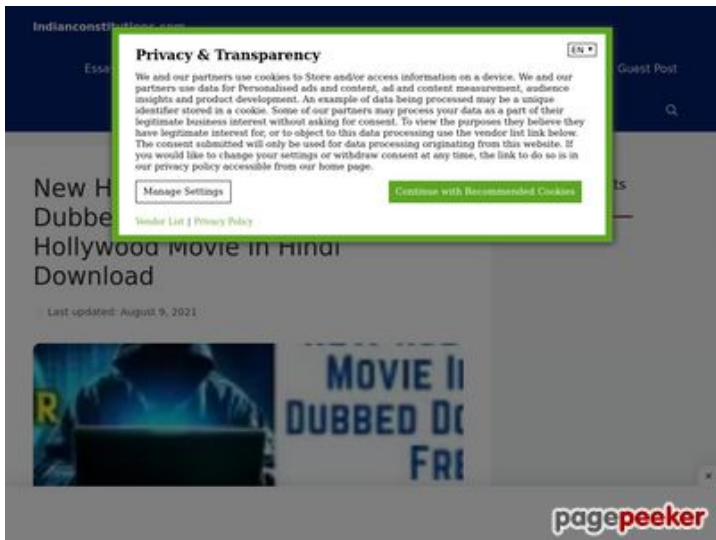 Indianconstitutions.com
Privacy & Transparency
EN
Essa
Guest Post
We and our partners use cookies to Store and/or access information on a device. We and our
partners use data for Personalised ads and content, ad and content measurement, audience
insights and product development. An example of data being processed may be a unique
identifier stored in a cookie. Some of our partners may process your data as a part of their
legitimate business interest without asking for consent. To view the purposes they believe they
have legitimate interest for, or to object to this data processing use the vendor list link below.
The consent submitted will only be used for data processing originating from this website. If
you would like to change your settings or withdraw consent at any time, the link to do so is in
our privacy policy accessible from our home page.
Manage Settings
Continue with Recommended Cookies
Vendor List | Privacy Policy
ts
New H
Dubbe
Hollywood Movie in Hindi
Download
Last updated: August 9, 2021
R
MOVIE I
DUBBED D
FRE
pagepeeker